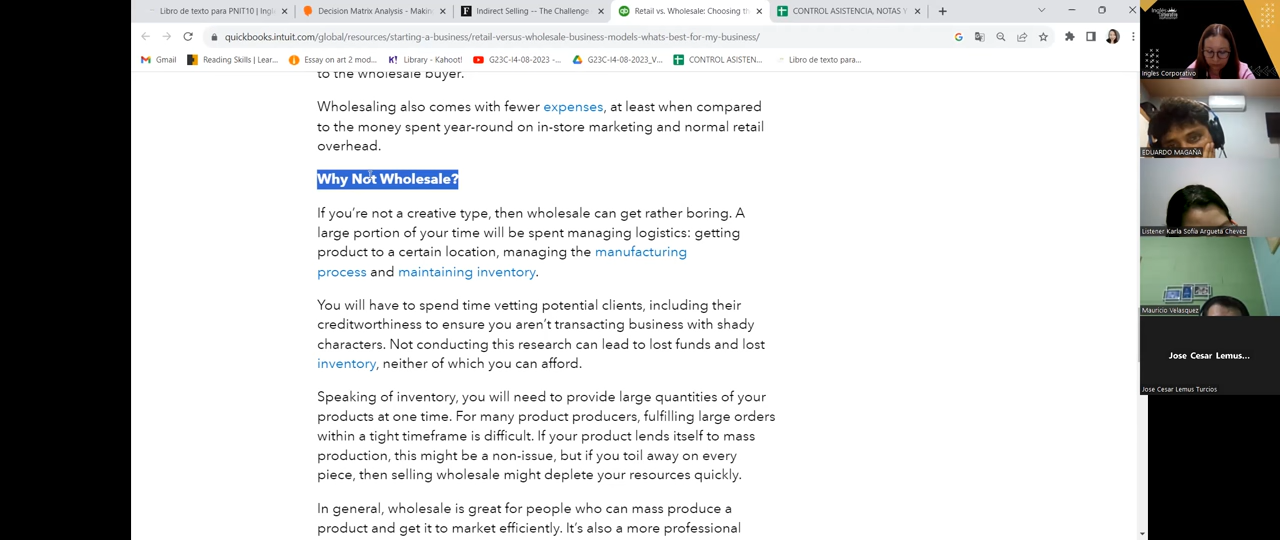 Libro de texto para PNIT10 | Ingl
Decision Matrix Analysis - Makin
Indirect Selling -- The Challenge
Retail vs. Wholesale: Choosing th
CONTROL ASISTENCIA, NOTAS Y
quickbooks.intuit.com/global/resources/starting-a-business/retail-versus-wholesale-business-models-whats-best-for-my-business/
Gmail
Reading Skills | Lear...
Essay on art 2 mod...
Library - Kahoot!
G23C-I4-08-2023 -...
G23C-I4-08-2023_V...
CONTROL ASISTEN...
Libro de texto para...
to the wholesale buyer.
Wholesaling also comes with fewer expenses, at least when compared
to the money spent year-round on in-store marketing and normal retail
overhead.
Why Not Wholesale?
If you're not a creative type, then wholesale can get rather boring. A
large portion of your time will be spent managing logistics: getting
product to a certain location, managing the manufacturing
process and maintaining inventory.
You will have to spend time vetting potential clients, including their
creditworthiness to ensure you aren't transacting business with shady
characters. Not conducting this research can lead to lost funds and lost
inventory, neither of which you can afford.
Speaking of inventory, you will need to provide large quantities of your
products at one time. For many product producers, fulfilling large orders
within a tight timeframe is difficult. If your product lends itself to mass
production, this might be a non-issue, but if you toil away on every
piece, then selling wholesale might deplete your resources quickly.
In general, wholesale is great for people who can mass produce a
product and get it to market efficiently. It's also a more professional
Inglés Corporativo
EDUARDO MAGAÑA
Listener Karla Sofía Argueta Chevez
Mauricio Velasquez
Jose Cesar Lemus...
Jose Cesar Lemus Turcios